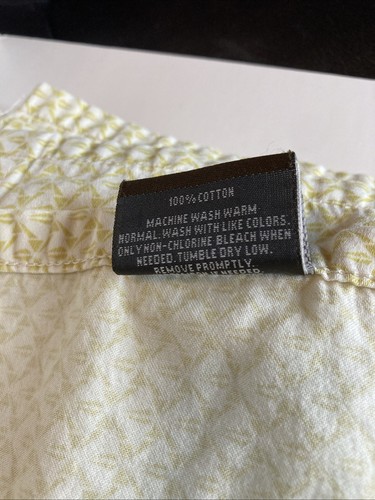 100% COTTON
MACHINE WASH WARM
NORMAL. WASH WITH LIKE COLORS.
ONLY NON-CHLORINE BLEACH WHEN
NEEDED. TUMBLE DRY LOW.
REMOVE PROMPTLY.
NEEDED.